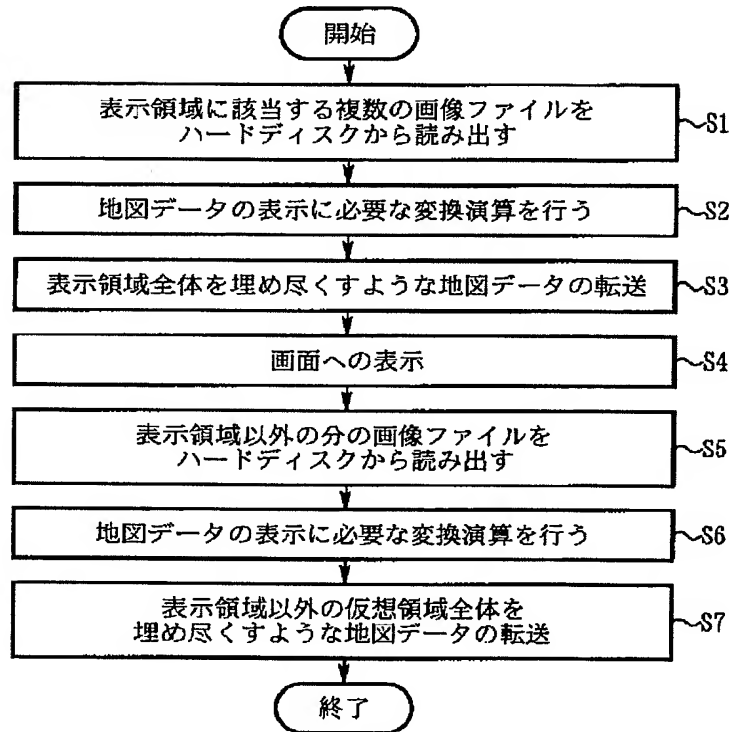 開始
表示領域に該当する複数の画像ファイルを
ハードディスクから読み出す
S1
地図データの表示に必要な変換演算を行う
S2
表示領域全体を埋め尽くすような地図データの転送
S3
画面への表示
S4
表示領域以外の分の画像ファイルを
ハードディスクから読み出す
S5
地図データの表示に必要な変換演算を行う
S6
表示領域以外の仮想領域全体を
埋め尽くすような地図データの転送
S7
終了